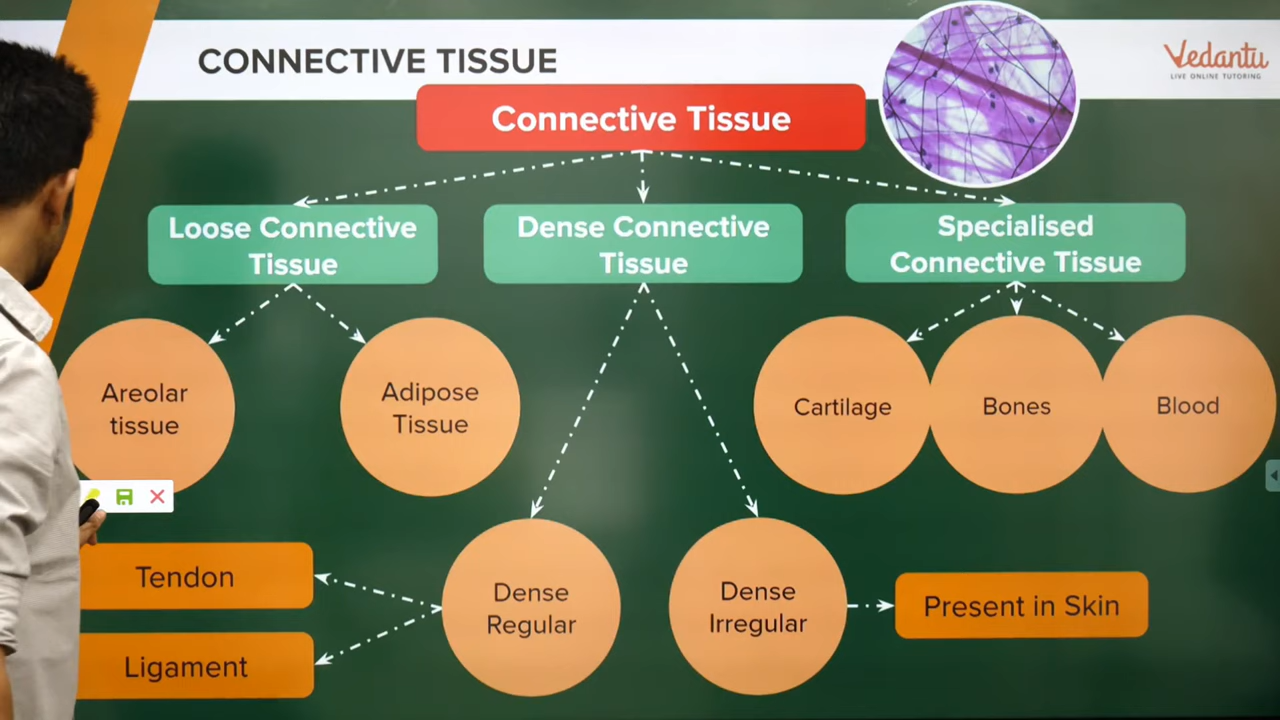 CONNECTIVE TISSUE
Vedantu
LIVE ONLINE TUTORING
Connective Tissue
Loose Connective
Tissue
Dense Connective
Tissue
Specialised
Connective Tissue
Areolar
tissue
Adipose
Tissue
Cartilage
Bones
Blood
Tendon
Ligament
Dense
Regular
Dense
Irregular
Present in Skin